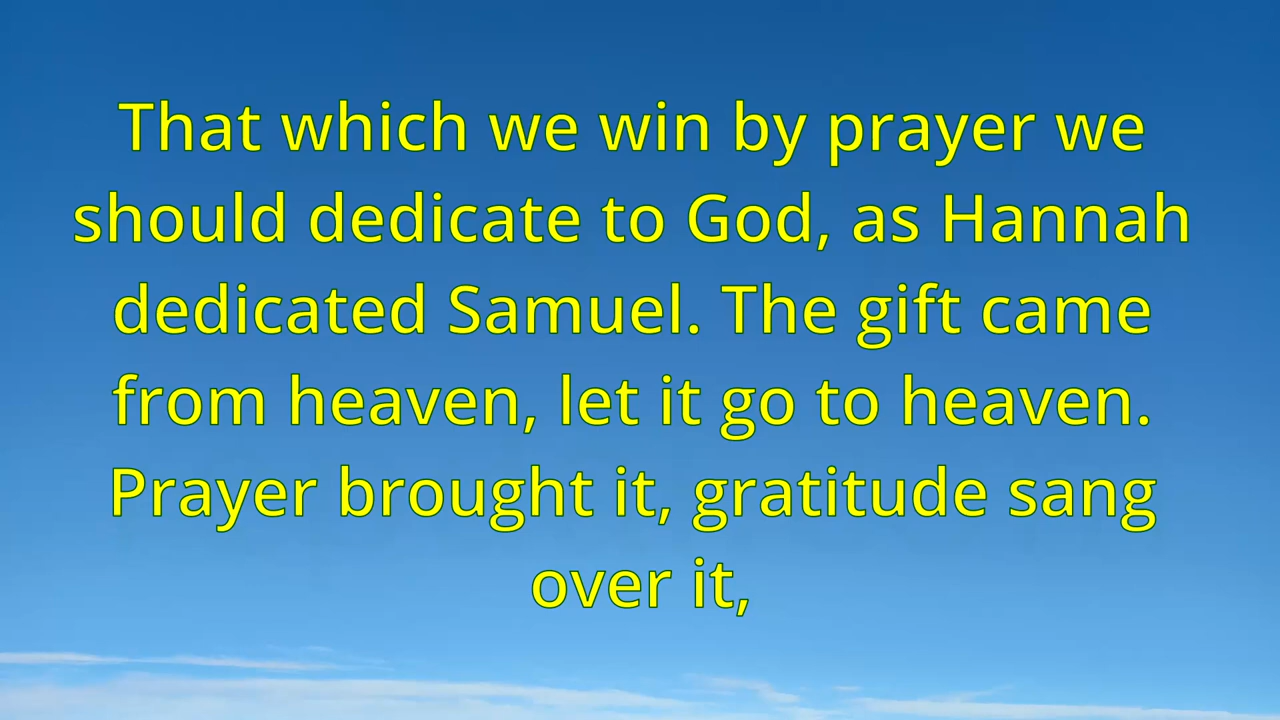 That which we win by prayer we
should dedicate to God, as Hannah
dedicated Samuel. The gift came
from heaven, let it go to heaven.
Prayer brought it, gratitude sang
over it,